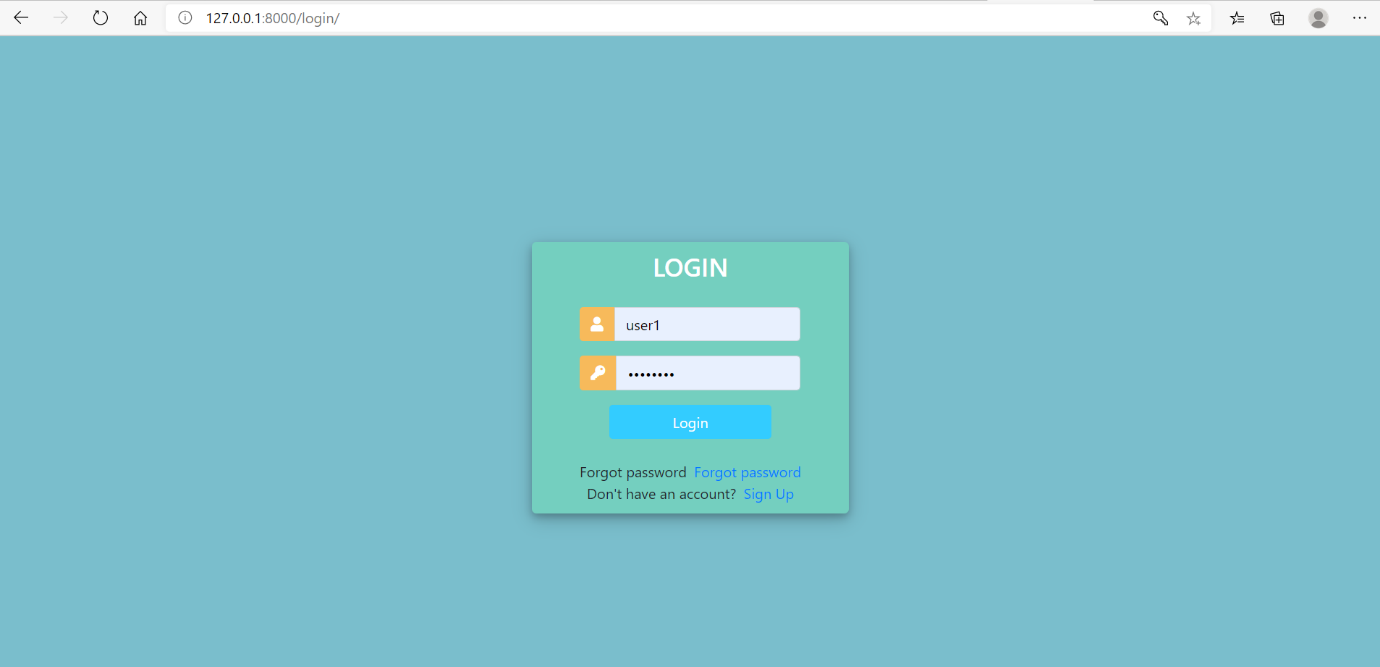 127.0.0.1:8000/login/
LOGIN
user1
••••••••
Login
Forgot password Forgot password
Don't have an account? Sign Up